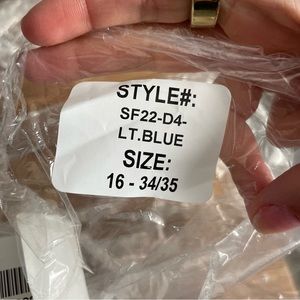 STYLE#:
SF22-D4-
LT.BLUE
SIZE:
16 - 34/35